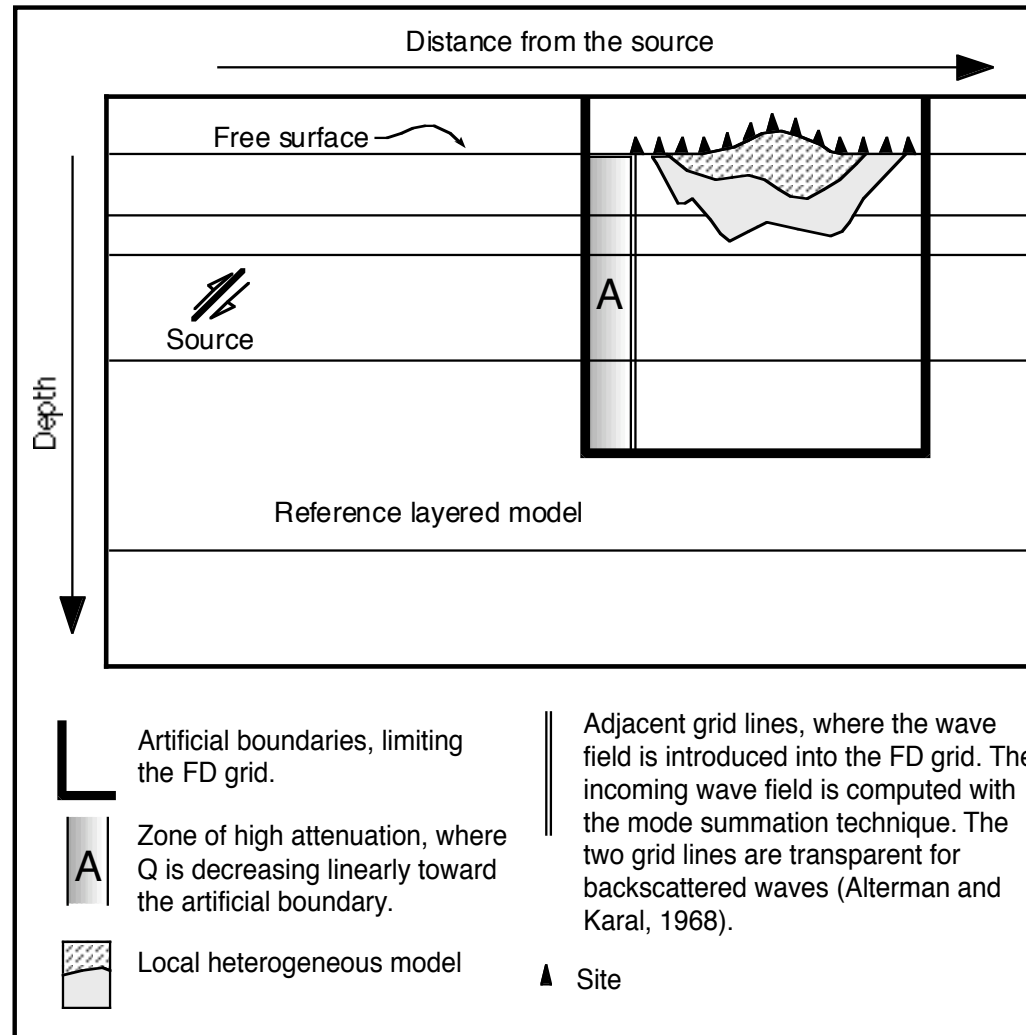 Distance from the source
Free surface
A
Source
Depth
Reference layered model
Artificial boundaries, limiting
the FD grid.
A
Zone of high attenuation, where
Q is decreasing linearly toward
the artificial boundary.
Local heterogeneous model
Adjacent grid lines, where the wave
field is introduced into the FD grid. The
incoming wave field is computed with
the mode summation technique. The
two grid lines are transparent for
backscattered waves (Alterman and
Karal, 1968).
Site